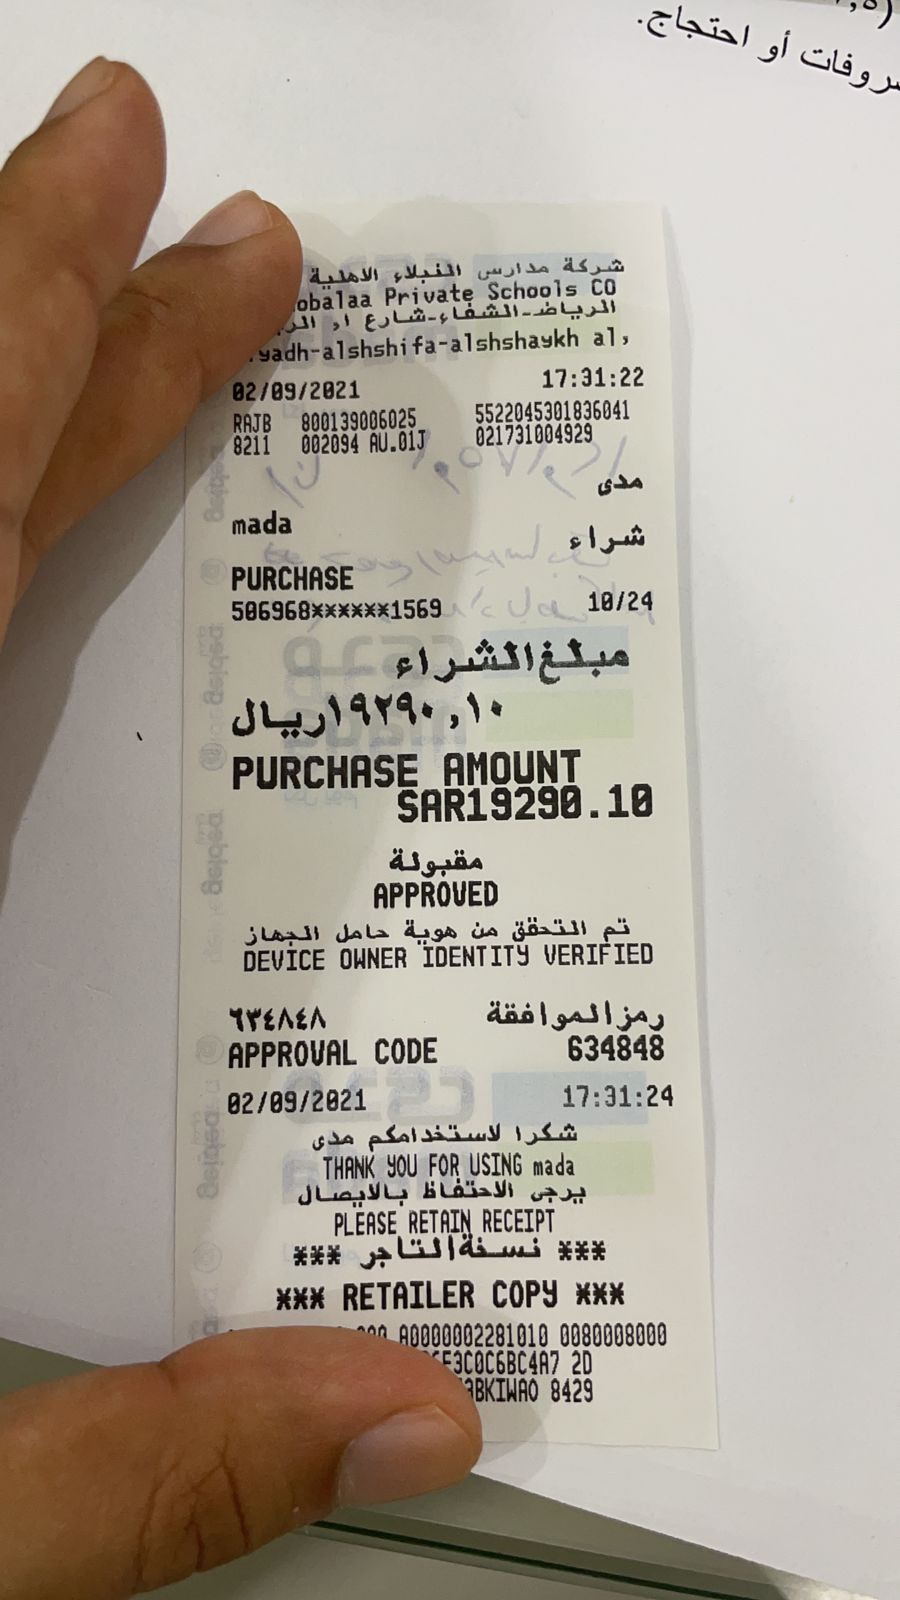 روفات أو احتجاج.
شركة مدارس النبلاء الاهلية
obalaa Private Schools CO
الرياض-الشفاء-شارع ا, الر
yadh-alshshifa-alshshaykh al,
02/09/2021 17:31:22
RAJB 800139006025 5522045301836041
8211 002094 AU.01J 021731004929
مدى
mada
شراء
PURCHASE
506968******1569 10/24
مبلغ الشراء
١٩٢٩٠,١٠ ريال
PURCHASE AMOUNT
SAR19290.10
مقبولة
APPROVED
تم التحقق من هوية حامل الجهاز
DEVICE OWNER IDENTITY VERIFIED
رمز الموافقة ٦٣٤٨٤٨
APPROVAL CODE 634848
02/09/2021 17:31:24
شكرا لاستخدامكم مدى
THANK YOU FOR USING mada
يرجى الاحتفاظ بالايصال
PLEASE RETAIN RECEIPT
*** نسخة التاجر ***
*** RETAILER COPY ***
A0000002281010 0080008000
E3C0C6BC4A7 2D
BKIWAO 8429